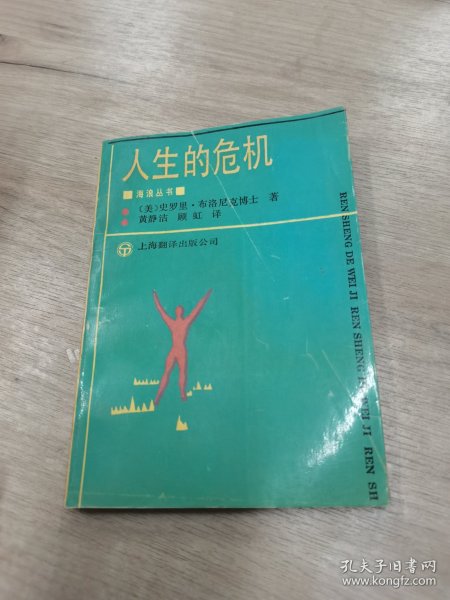 人生的危机
海浪丛书
〔美〕史罗里·布洛尼克博士 著
黄静洁 顾虹 译
上海翻译出版公司
REN SHENG DE WEI JI REN SHENG DE WEI JI REN SH
孔夫子旧书网
www.kongfz.com